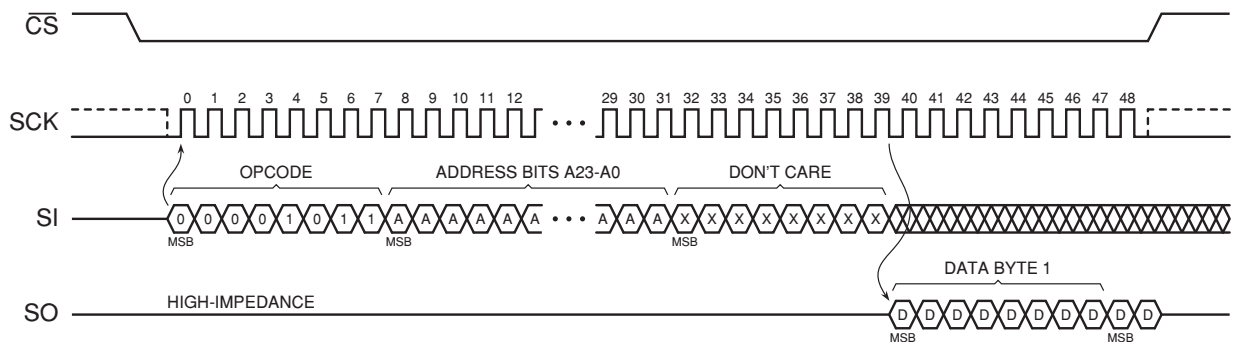 CS
0 1 2 3 4 5 6 7 8 9 10 11 12 29 30 31 32 33 34 35 36 37 38 39 40 41 42 43 44 45 46 47 48
SCK
OPCODE ADDRESS BITS A23-A0 DON'T CARE
SI 0 0 0 0 1 0 1 1 A A A A A A A A A X X X X X X X X
MSB MSB MSB
DATA BYTE 1
HIGH-IMPEDANCE
SO D D D D D D D D D D
MSB MSB